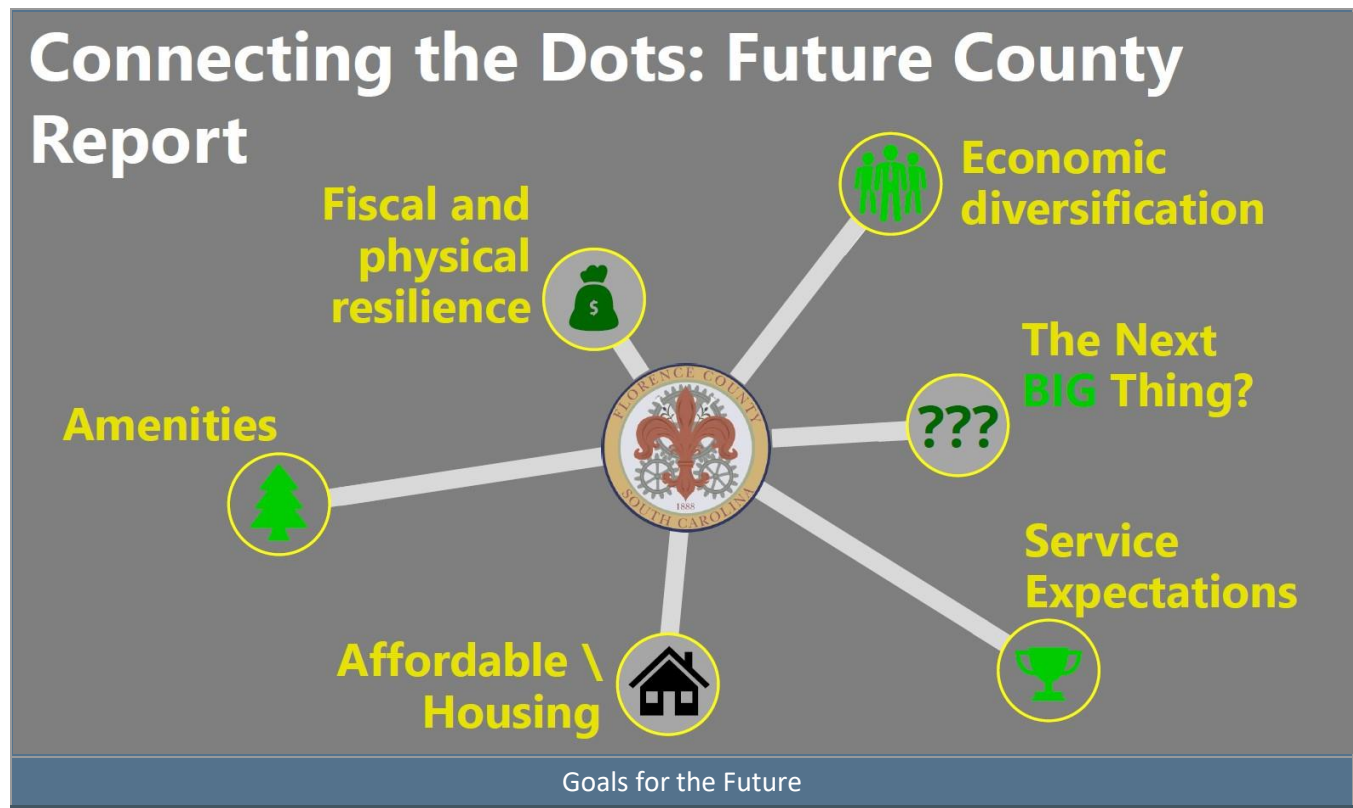 Connecting the Dots: Future County
Report
Economic
diversification
Fiscal and
physical
resilience
$
The Next
BIG Thing?
???
FLORENCE COUNTY
1888
SOUTH CAROLINA
Amenities
Service
Expectations
Affordable \
Housing
Goals for the Future